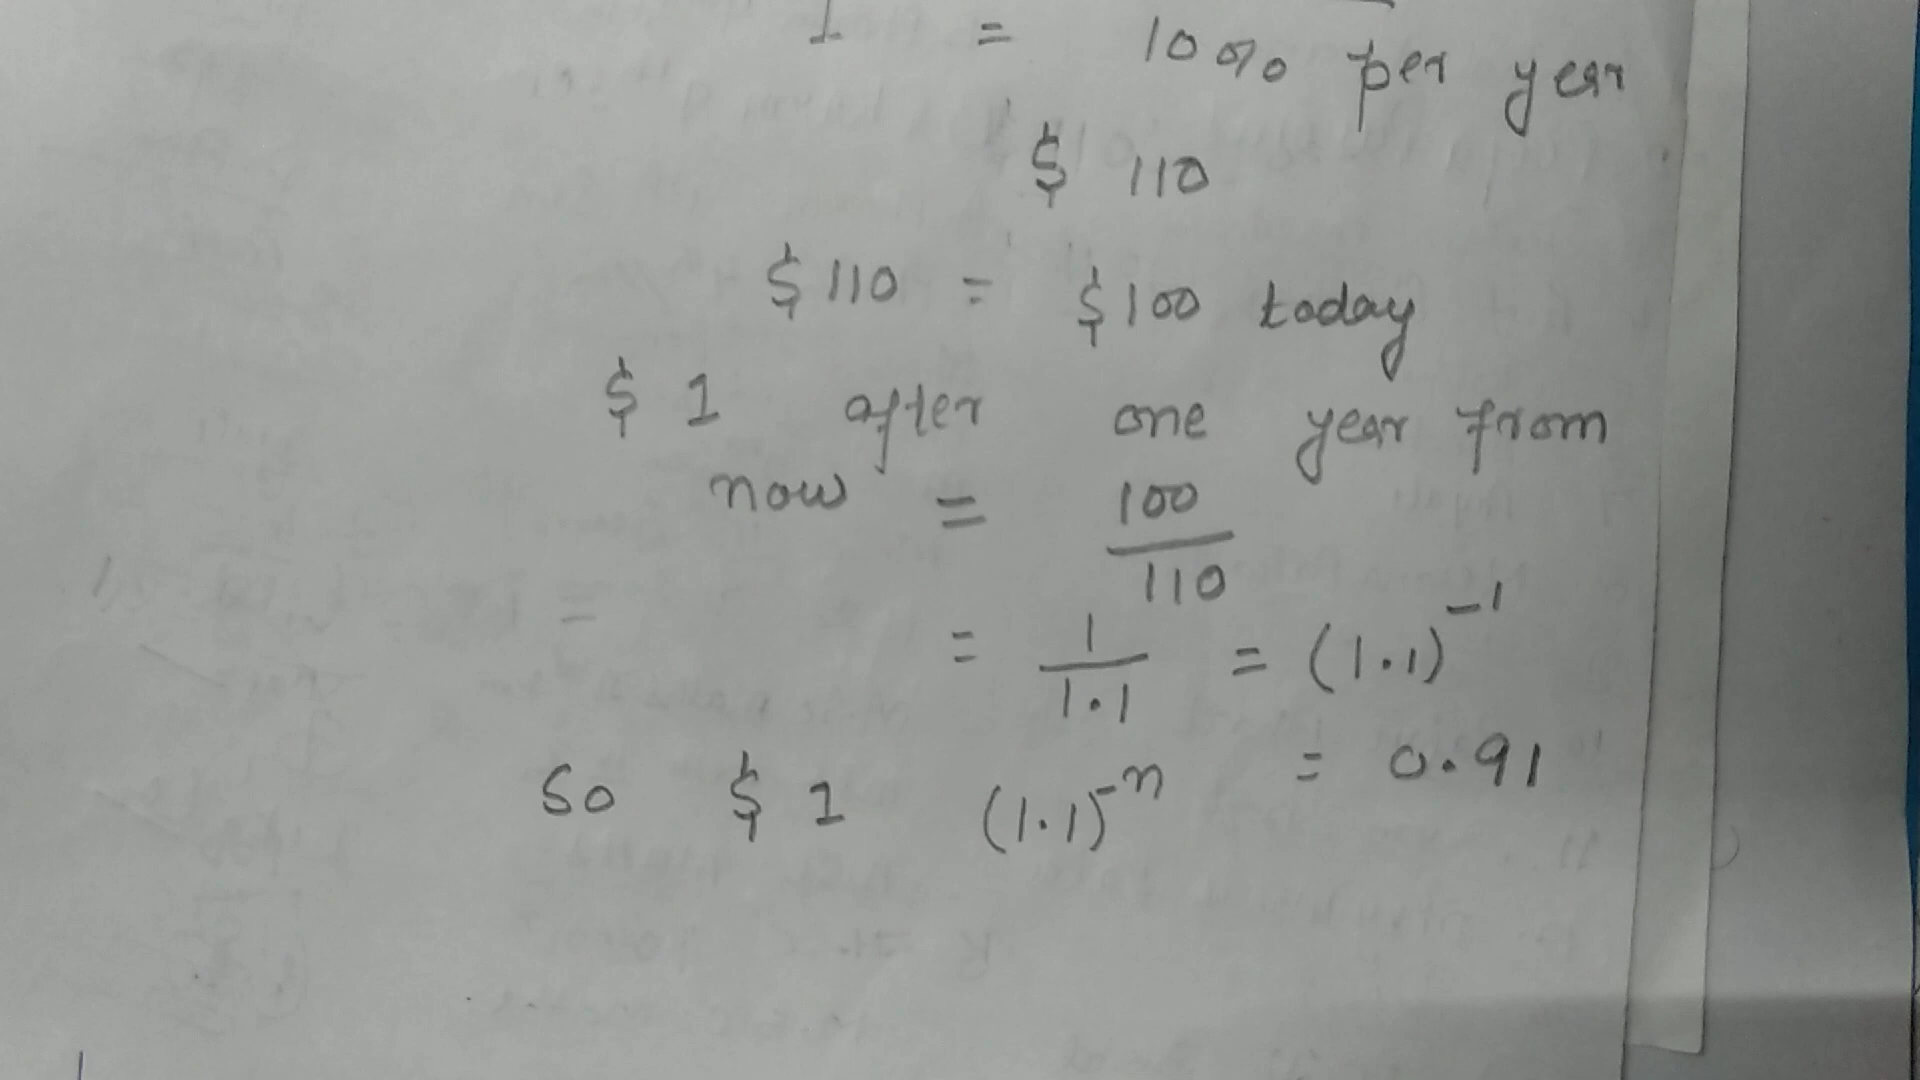 I = 10% per year
$ 110
$110 = $100 today
$ 1 after one year from
now = 100/110
= 1/1.1 = (1.1)^-1
= 0.91
So $ 1 (1.1)^-n